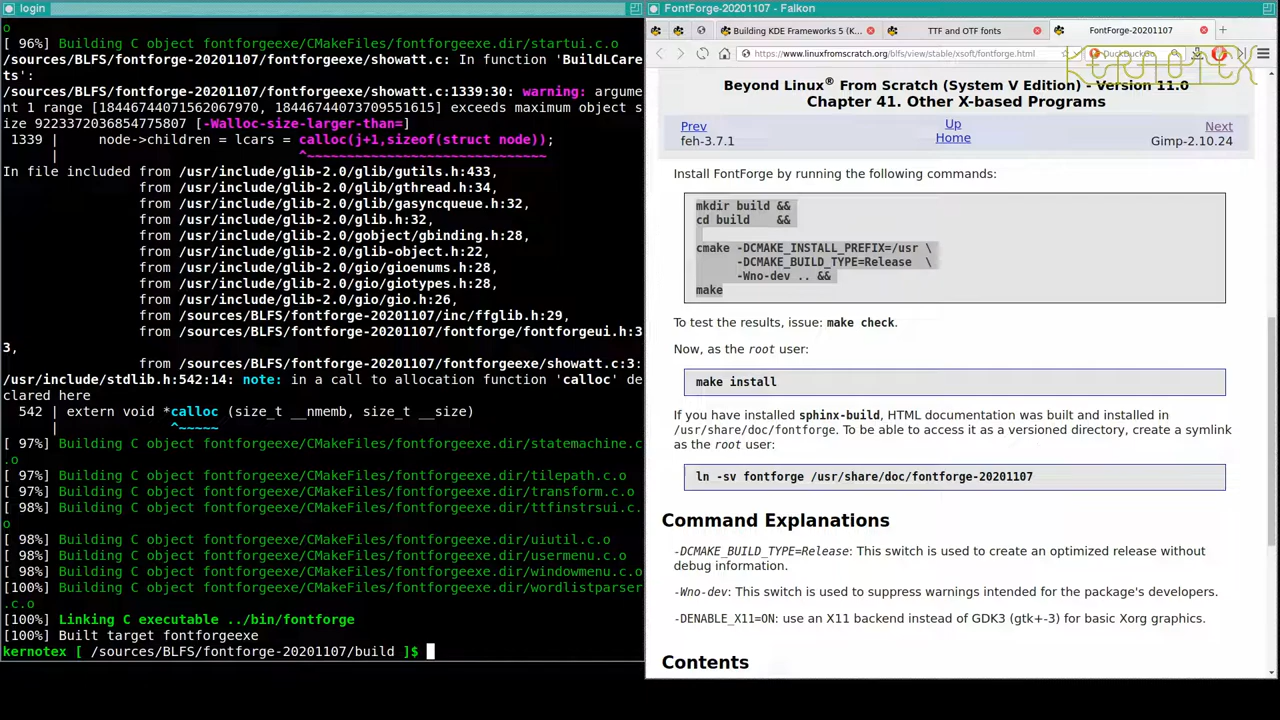 login
o
[ 96%] Building C object fontforgeexe/CMakeFiles/fontforgeexe.dir/startui.c.o
/sources/BLFS/fontforge-20201107/fontforgeexe/showatt.c: In function 'BuildLCare
ts':
/sources/BLFS/fontforge-20201107/fontforgeexe/showatt.c:1339:30: warning: argume
nt 1 range [18446744071562067970, 18446744073709551615] exceeds maximum object s
ize 9223372036854775807 [-Walloc-size-larger-than=]
1339 |     node->children = lcars = calloc(j+1,sizeof(struct node));
|                              ^~~~~~~~~~~~~~~~~~~~~~~~~~~~~~~
In file included from /usr/include/glib-2.0/glib/gutils.h:433,
from /usr/include/glib-2.0/glib/gthread.h:34,
from /usr/include/glib-2.0/glib/gasyncqueue.h:32,
from /usr/include/glib-2.0/glib.h:32,
from /usr/include/glib-2.0/gobject/gbinding.h:28,
from /usr/include/glib-2.0/glib-object.h:22,
from /usr/include/glib-2.0/gio/gioenums.h:28,
from /usr/include/glib-2.0/gio/giotypes.h:28,
from /usr/include/glib-2.0/gio/gio.h:26,
from /sources/BLFS/fontforge-20201107/inc/ffglib.h:29,
from /sources/BLFS/fontforge-20201107/fontforge/fontforgeui.h:3
3,
from /sources/BLFS/fontforge-20201107/fontforgeexe/showatt.c:3:
/usr/include/stdlib.h:542:14: note: in a call to allocation function 'calloc' de
clared here
542 | extern void *calloc (size_t __nmemb, size_t __size)
|              ^~~~~~
[ 97%] Building C object fontforgeexe/CMakeFiles/fontforgeexe.dir/statemachine.c
.o
[ 97%] Building C object fontforgeexe/CMakeFiles/fontforgeexe.dir/tilepath.c.o
[ 97%] Building C object fontforgeexe/CMakeFiles/fontforgeexe.dir/transform.c.o
[ 98%] Building C object fontforgeexe/CMakeFiles/fontforgeexe.dir/ttfinstrsui.c.
o
[ 98%] Building C object fontforgeexe/CMakeFiles/fontforgeexe.dir/uiutil.c.o
[ 98%] Building C object fontforgeexe/CMakeFiles/fontforgeexe.dir/usermenu.c.o
[ 98%] Building C object fontforgeexe/CMakeFiles/fontforgeexe.dir/windowmenu.c.o
[100%] Building C object fontforgeexe/CMakeFiles/fontforgeexe.dir/wordlistparser
.c.o
[100%] Linking C executable ../bin/fontforge
[100%] Built target fontforgeexe
kernotex [ /sources/BLFS/fontforge-20201107/build ]$
FontForge-20201107 - Falkon
Building KDE Frameworks 5 (K...
TTF and OTF fonts
FontForge-20201107
https://www.linuxfromscratch.org/blfs/view/stable/xsoft/fontforge.html
DuckDuckGo
KERNOTEX
Beyond Linux® From Scratch (System V Edition) - Version 11.0
Chapter 41. Other X-based Programs
Prev Up Next
feh-3.7.1 Home Gimp-2.10.24
Install FontForge by running the following commands:
mkdir build &&
cd build    &&
cmake -DCMAKE_INSTALL_PREFIX=/usr \
-DCMAKE_BUILD_TYPE=Release  \
-Wno-dev .. &&
make
To test the results, issue: make check.
Now, as the root user:
make install
If you have installed sphinx-build, HTML documentation was built and installed in
/usr/share/doc/fontforge. To be able to access it as a versioned directory, create a symlink
as the root user:
ln -sv fontforge /usr/share/doc/fontforge-20201107
Command Explanations
-DCMAKE_BUILD_TYPE=Release: This switch is used to create an optimized release without
debug information.
-Wno-dev: This switch is used to suppress warnings intended for the package's developers.
-DENABLE_X11=ON: use an X11 backend instead of GDK3 (gtk+-3) for basic Xorg graphics.
Contents